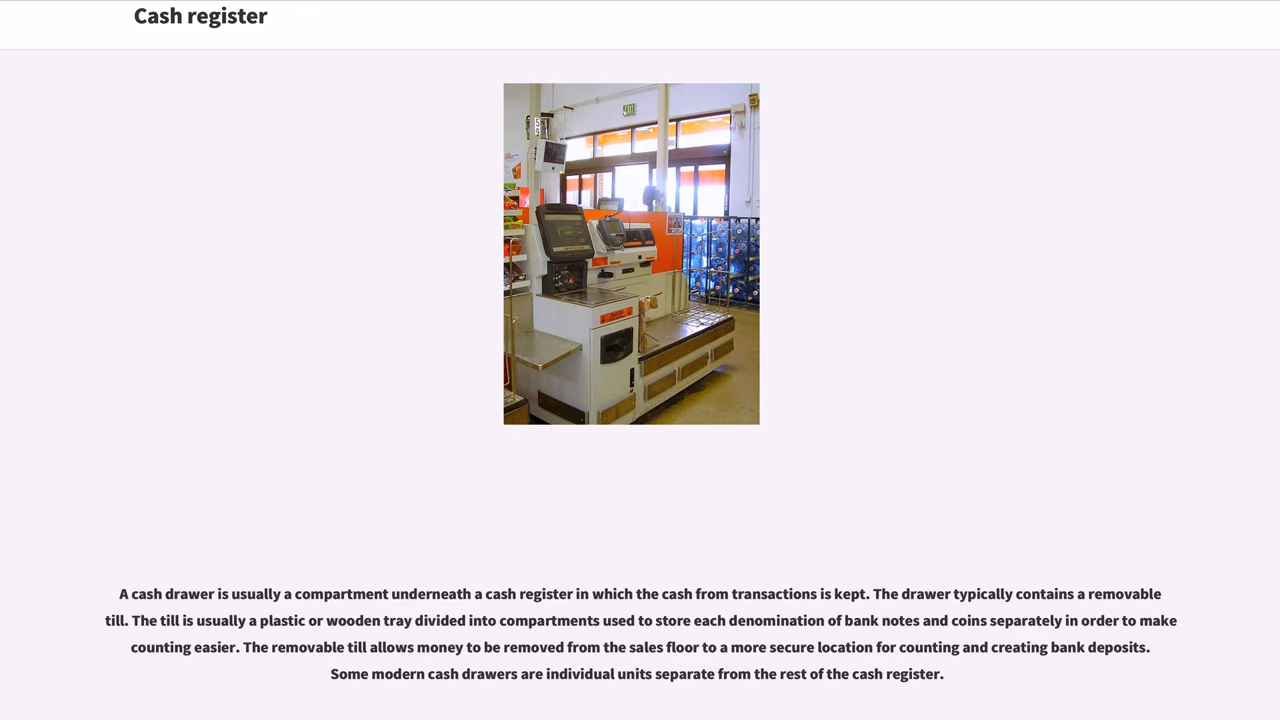 Cash register
EXIT
A cash drawer is usually a compartment underneath a cash register in which the cash from transactions is kept. The drawer typically contains a removable
till. The till is usually a plastic or wooden tray divided into compartments used to store each denomination of bank notes and coins separately in order to make
counting easier. The removable till allows money to be removed from the sales floor to a more secure location for counting and creating bank deposits.
Some modern cash drawers are individual units separate from the rest of the cash register.